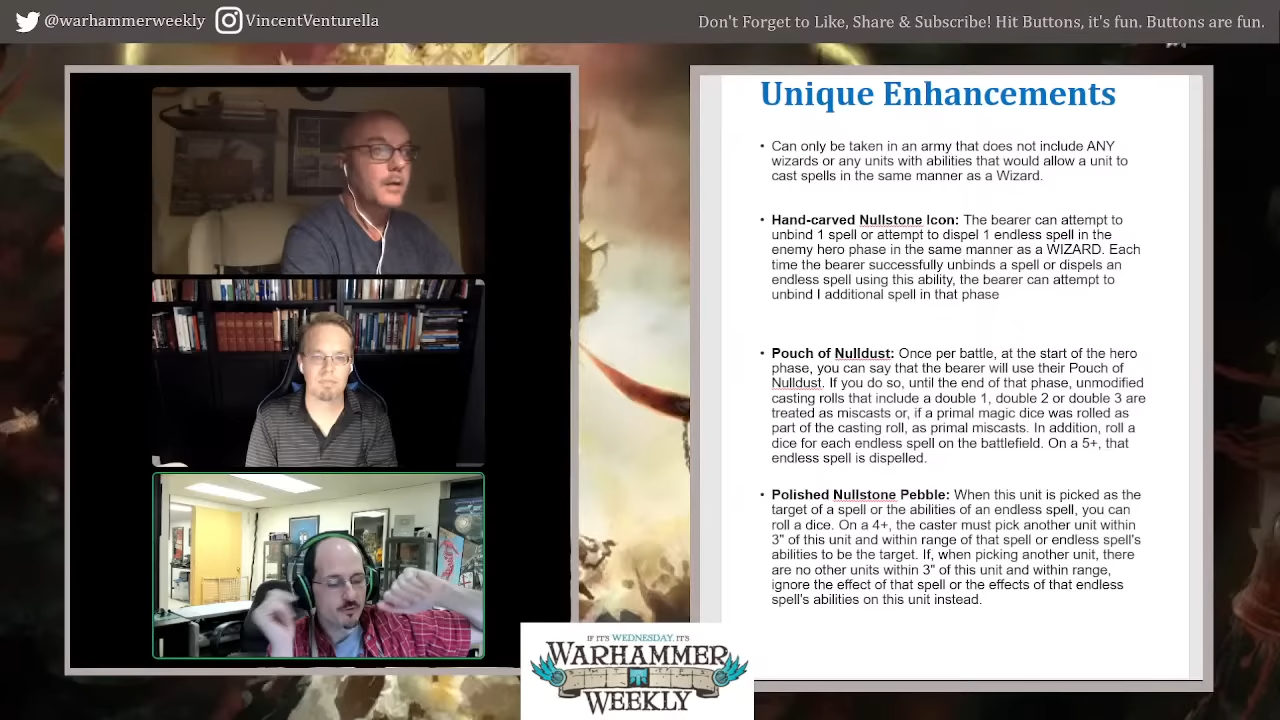 @warhammerweekly VincentVenturella
Don't Forget to Like, Share & Subscribe! Hit Buttons, it's fun. Buttons are fun.
Unique Enhancements
• Can only be taken in an army that does not include ANY
wizards or any units with abilities that would allow a unit to
cast spells in the same manner as a Wizard.
• Hand-carved Nullstone Icon: The bearer can attempt to
unbind 1 spell or attempt to dispel 1 endless spell in the
enemy hero phase in the same manner as a WIZARD. Each
time the bearer successfully unbinds a spell or dispels an
endless spell using this ability, the bearer can attempt to
unbind I additional spell in that phase
• Pouch of Nulldust: Once per battle, at the start of the hero
phase, you can say that the bearer will use their Pouch of
Nulldust. If you do so, until the end of that phase, unmodified
casting rolls that include a double 1, double 2 or double 3 are
treated as miscasts or, if a primal magic dice was rolled as
part of the casting roll, as primal miscasts. In addition, roll a
dice for each endless spell on the battlefield. On a 5+, that
endless spell is dispelled.
• Polished Nullstone Pebble: When this unit is picked as the
target of a spell or the abilities of an endless spell, you can
roll a dice. On a 4+, the caster must pick another unit within
3" of this unit and within range of that spell or endless spell's
abilities to be the target. If, when picking another unit, there
are no other units within 3" of this unit and within range,
ignore the effect of that spell or the effects of that endless
spell's abilities on this unit instead.
IF IT'S WEDNESDAY, IT'S
WARHAMMER
WEEKLY